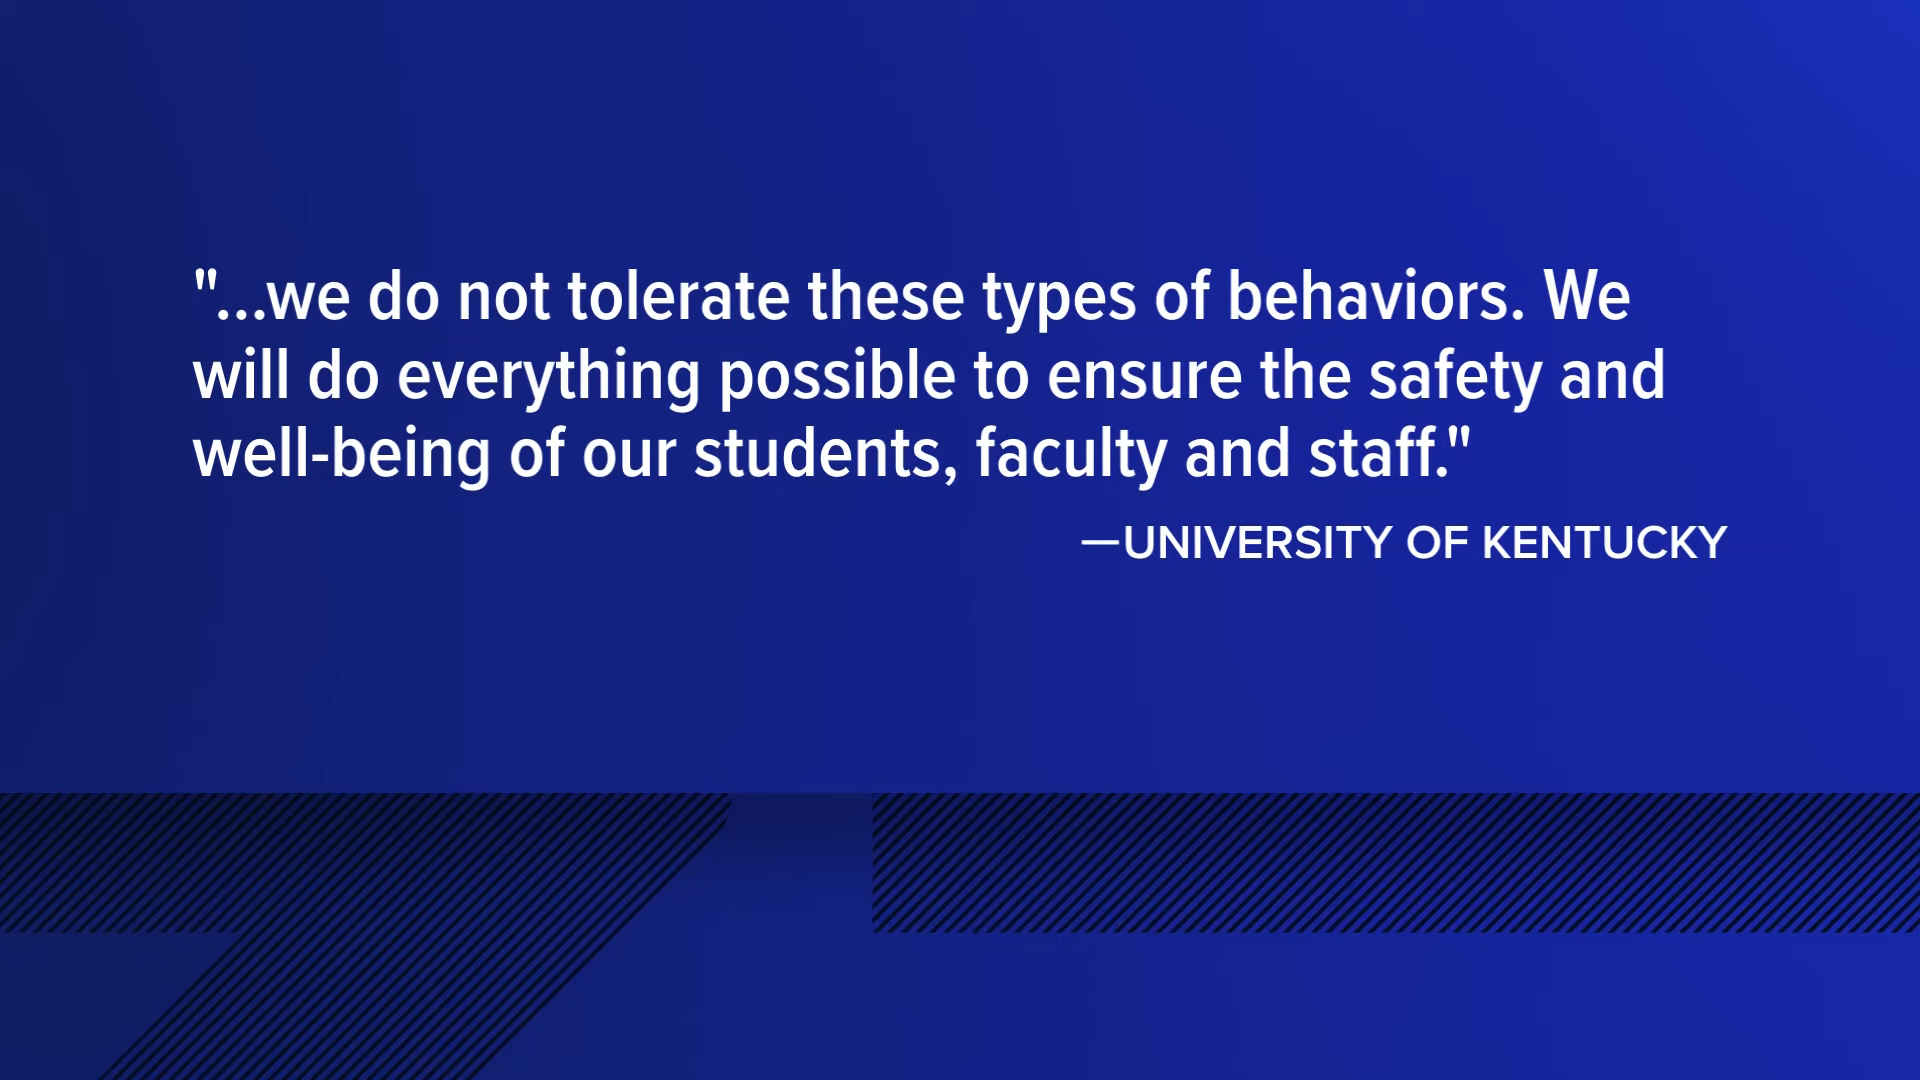 "...we do not tolerate these types of behaviors. We
will do everything possible to ensure the safety and
well-being of our students, faculty and staff."
—UNIVERSITY OF KENTUCKY